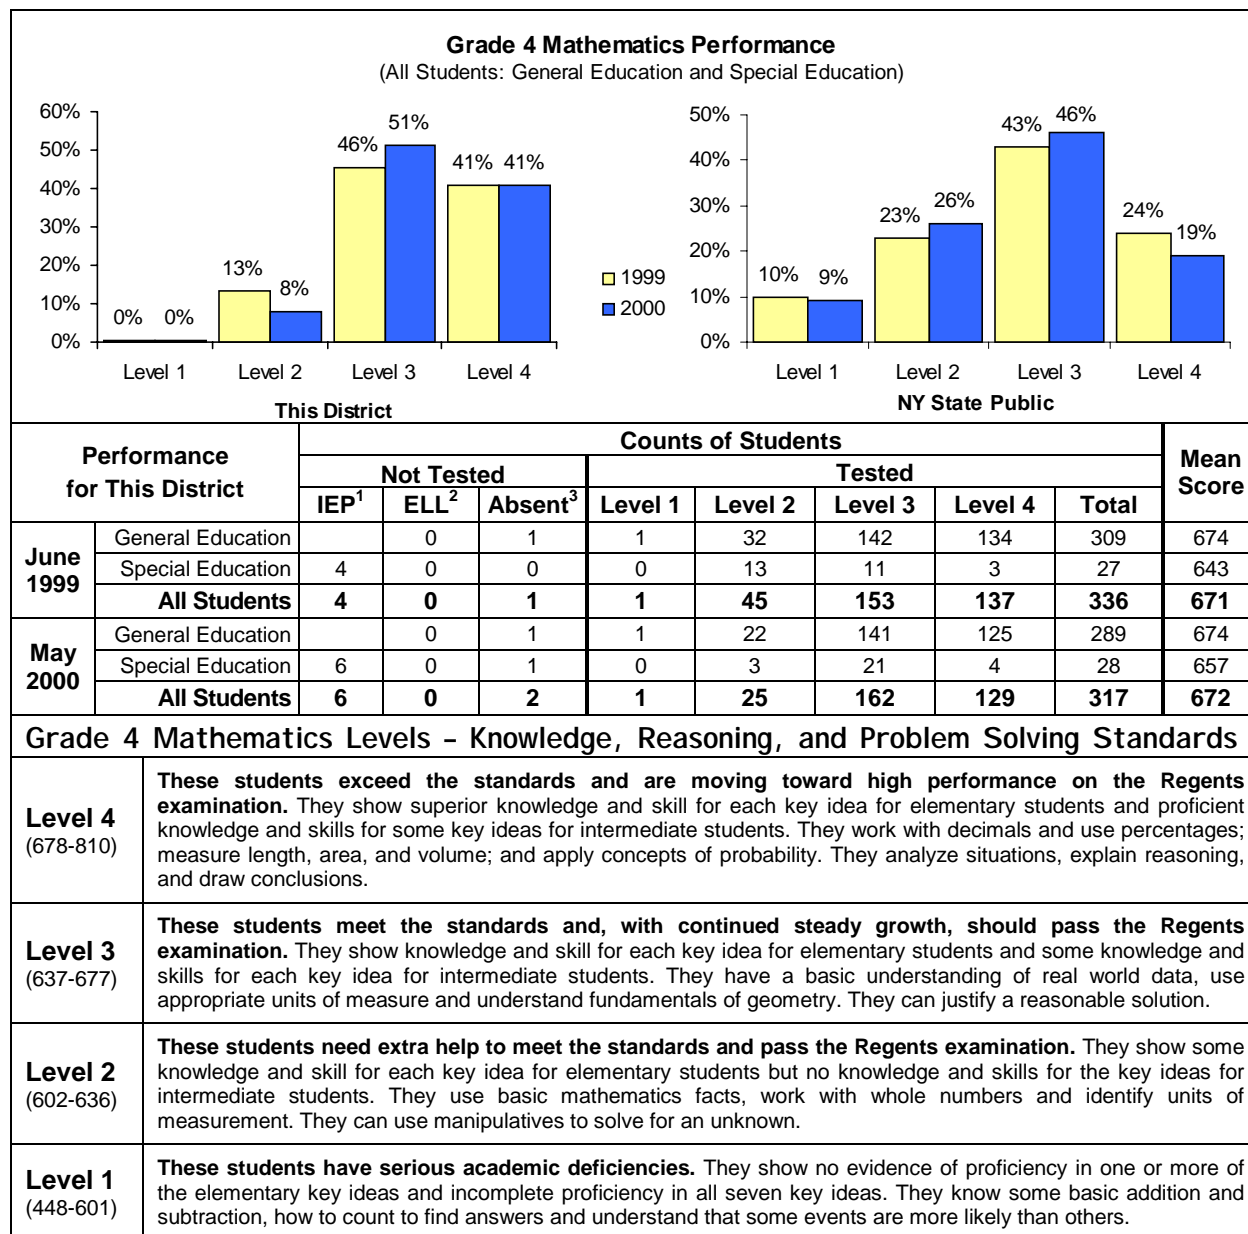 Grade 4 Mathematics Performance
(All Students: General Education and Special Education)
60%
50%
40%
30%
20%
10%
0%
0% 0%
13%
8%
46%
51%
41% 41%
Level 1 Level 2 Level 3 Level 4
This District
1999
2000
50%
40%
30%
20%
10%
0%
10%
9%
23%
26%
43%
46%
24%
19%
Level 1 Level 2 Level 3 Level 4
NY State Public
Performance
for This District
Counts of Students
Mean
Score
Not Tested Tested
IEP1 ELL2 Absent3 Level 1 Level 2 Level 3 Level 4 Total
June
1999
General Education 0 1 1 32 142 134 309 674
Special Education 4 0 0 0 13 11 3 27 643
All Students 4 0 1 1 45 153 137 336 671
May
2000
General Education 0 1 1 22 141 125 289 674
Special Education 6 0 1 0 3 21 4 28 657
All Students 6 0 2 1 25 162 129 317 672
Grade 4 Mathematics Levels – Knowledge, Reasoning, and Problem Solving Standards
Level 4
(678-810)
These students exceed the standards and are moving toward high performance on the Regents
examination. They show superior knowledge and skill for each key idea for elementary students and proficient
knowledge and skills for some key ideas for intermediate students. They work with decimals and use percentages;
measure length, area, and volume; and apply concepts of probability. They analyze situations, explain reasoning,
and draw conclusions.
Level 3
(637-677)
These students meet the standards and, with continued steady growth, should pass the Regents
examination. They show knowledge and skill for each key idea for elementary students and some knowledge and
skills for each key idea for intermediate students. They have a basic understanding of real world data, use
appropriate units of measure and understand fundamentals of geometry. They can justify a reasonable solution.
Level 2
(602-636)
These students need extra help to meet the standards and pass the Regents examination. They show some
knowledge and skill for each key idea for elementary students but no knowledge and skills for the key ideas for
intermediate students. They use basic mathematics facts, work with whole numbers and identify units of
measurement. They can use manipulatives to solve for an unknown.
Level 1
(448-601)
These students have serious academic deficiencies. They show no evidence of proficiency in one or more of
the elementary key ideas and incomplete proficiency in all seven key ideas. They know some basic addition and
subtraction, how to count to find answers and understand that some events are more likely than others.